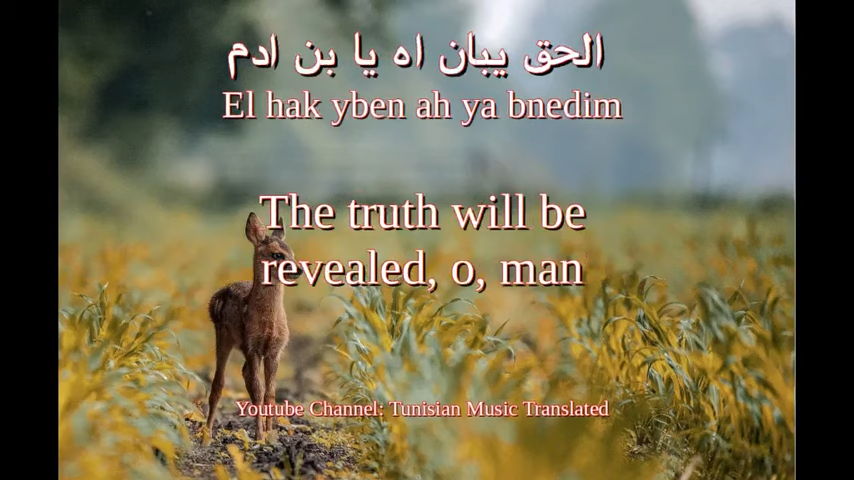 الحق يبان اه يا بن ادم
El hak yben ah ya bnedim
The truth will be
revealed, o, man
Youtube Channel: Tunisian Music Translated